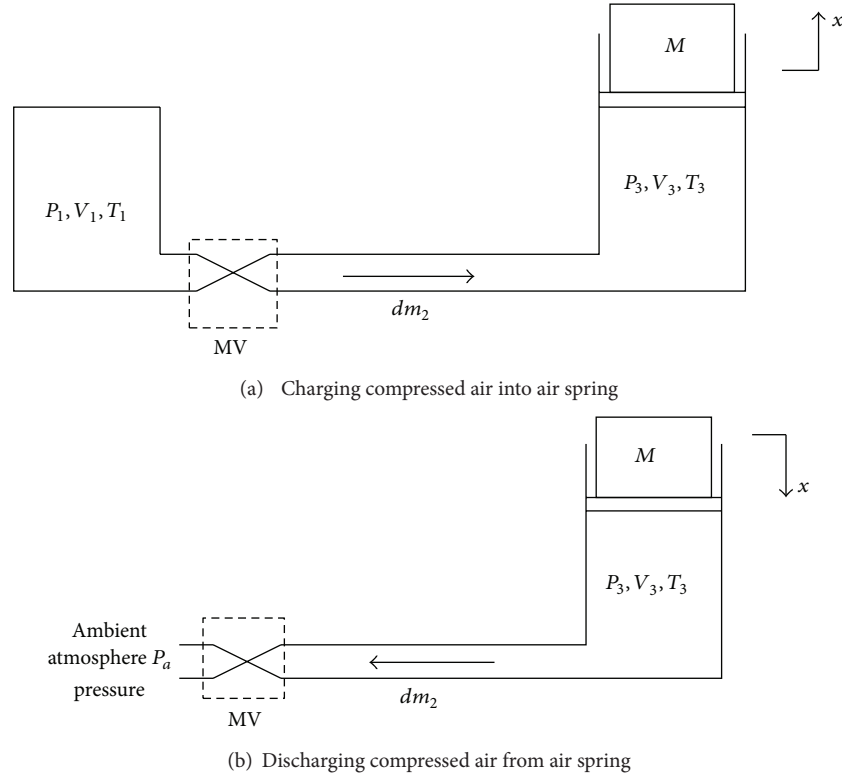 M
x
P₁, V₁, T₁
P₃, V₃, T₃
dm₂
MV
(a) Charging compressed air into air spring
M
x
P₃, V₃, T₃
Ambient
atmosphere Pₐ
pressure
dm₂
MV
(b) Discharging compressed air from air spring